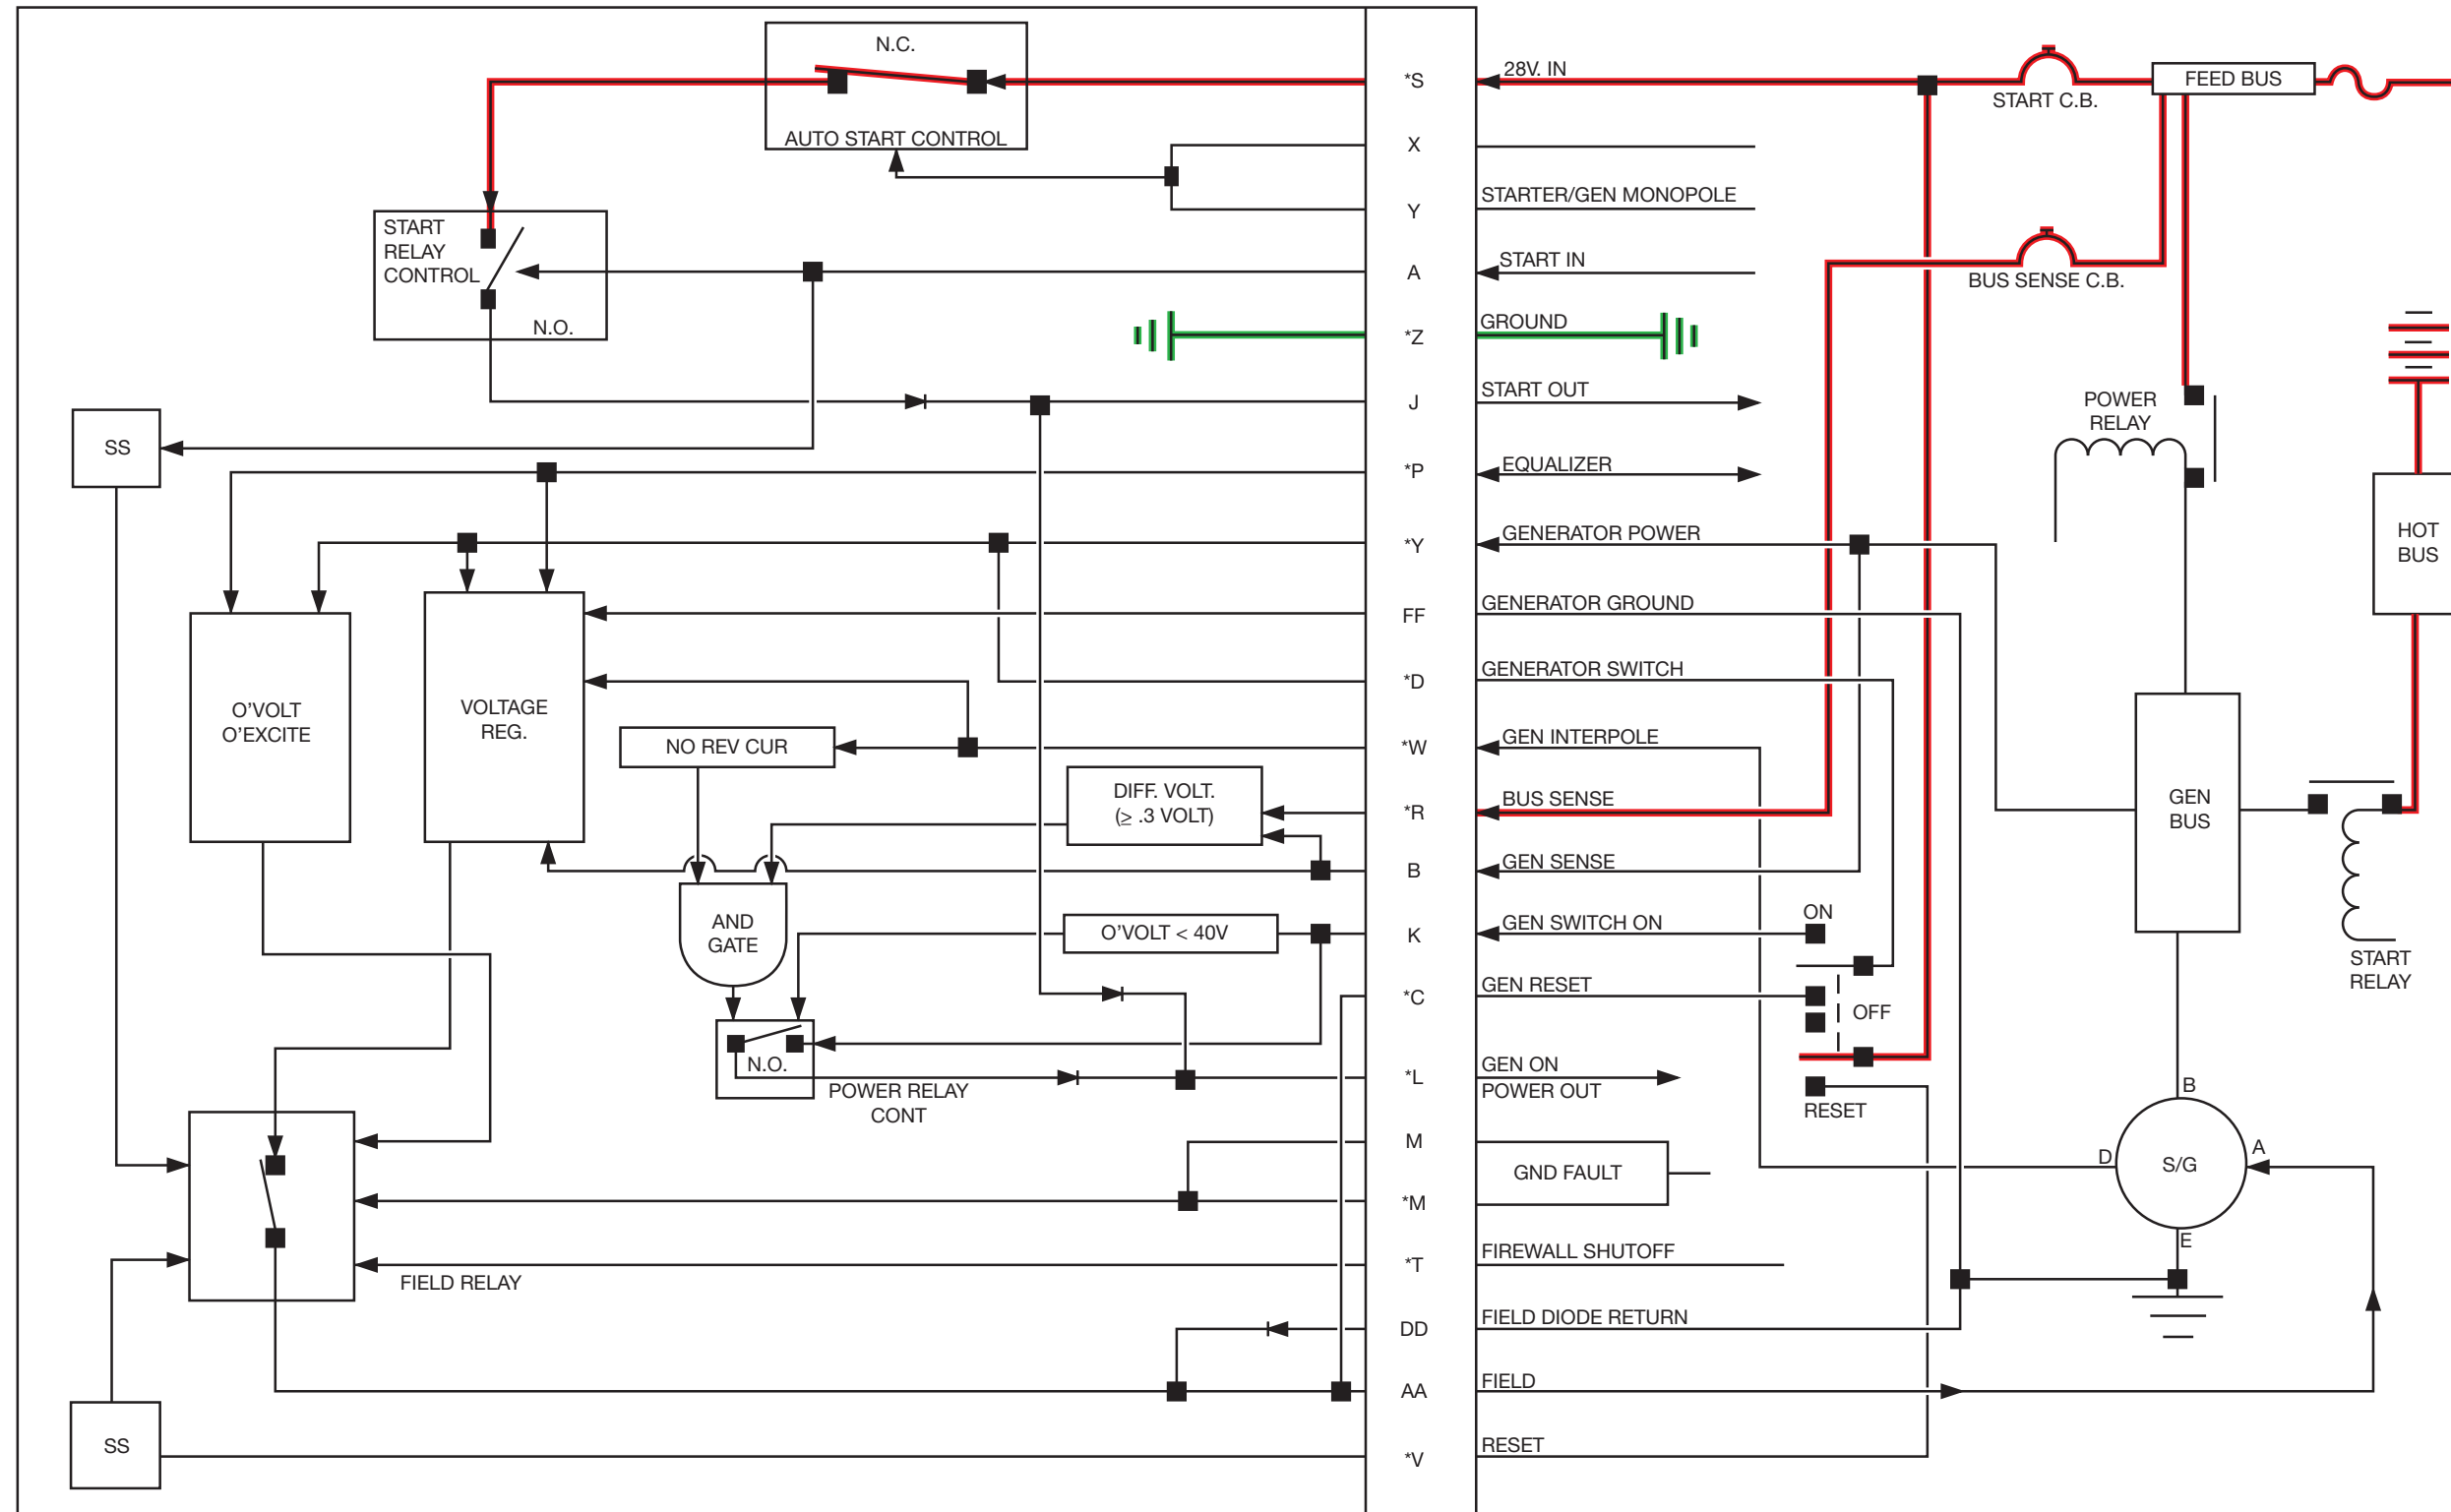 N.C.
AUTO START CONTROL
START
RELAY
CONTROL
N.O.
SS
O'VOLT
O'EXCITE
VOLTAGE
REG.
NO REV CUR
DIFF. VOLT.
(≥ .3 VOLT)
AND
GATE
O'VOLT < 40V
N.O.
POWER RELAY
CONT
FIELD RELAY
SS
*S
X
Y
A
*Z
J
*P
*Y
FF
*D
*W
*R
B
K
*C
*L
M
*M
*T
DD
AA
*V
28V. IN
STARTER/GEN MONOPOLE
START IN
GROUND
START OUT
EQUALIZER
GENERATOR POWER
GENERATOR GROUND
GENERATOR SWITCH
GEN INTERPOLE
BUS SENSE
GEN SENSE
GEN SWITCH ON
GEN RESET
GEN ON
POWER OUT
GND FAULT
FIREWALL SHUTOFF
FIELD DIODE RETURN
FIELD
RESET
ON
OFF
RESET
START C.B.
FEED BUS
BUS SENSE C.B.
POWER
RELAY
HOT
BUS
GEN
BUS
START
RELAY
B
D
S/G
A
E